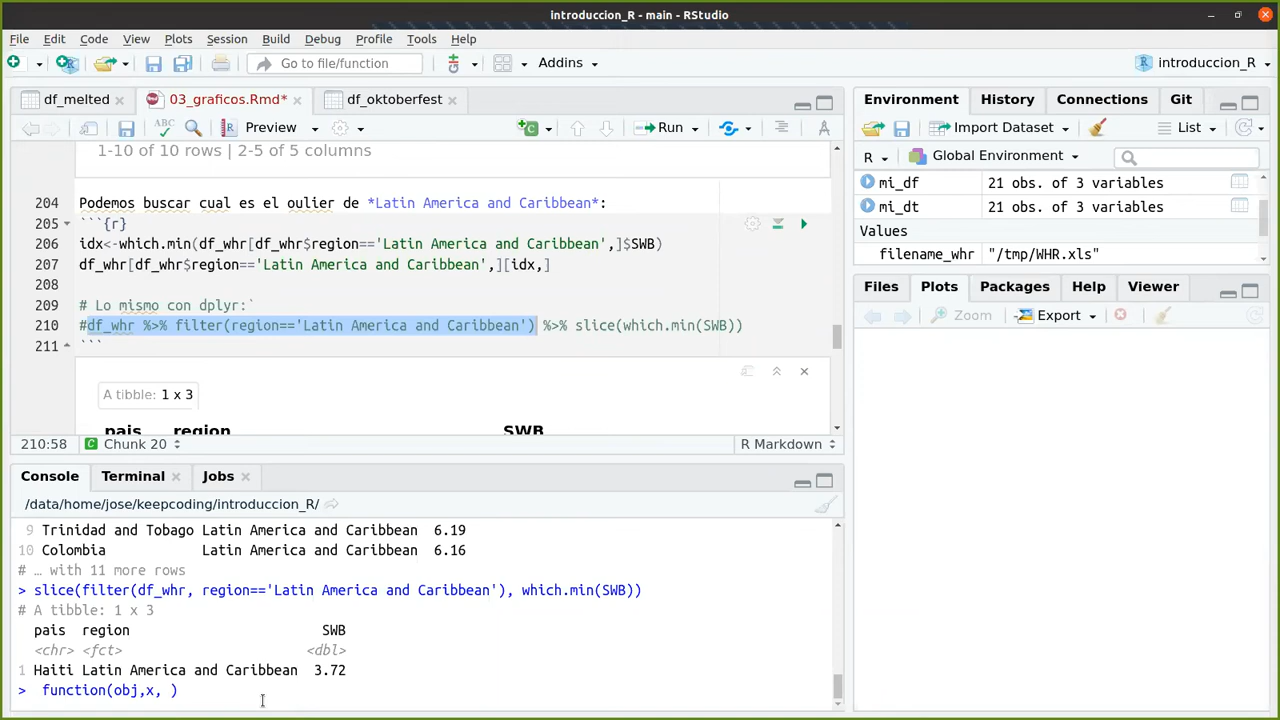 introduccion_R - main - RStudio
File Edit Code View Plots Session Build Debug Profile Tools Help
Go to file/function Addins introduccion_R
df_melted 03_graficos.Rmd* df_oktoberfest
ABC Preview Run
1-10 of 10 rows | 2-5 of 5 columns
204 Podemos buscar cual es el oulier de *Latin America and Caribbean*:
205 ```{r}
206 idx<-which.min(df_whr[df_whr$region=='Latin America and Caribbean',]$SWB)
207 df_whr[df_whr$region=='Latin America and Caribbean',][idx,]
208
209 # Lo mismo con dplyr:`
210 #df_whr %>% filter(region=='Latin America and Caribbean') %>% slice(which.min(SWB))
211 ```
A tibble: 1 x 3
pais region SWB
210:58 C Chunk 20 R Markdown
Console Terminal Jobs
/data/home/jose/keepcoding/introduccion_R/
9 Trinidad and Tobago Latin America and Caribbean 6.19
10 Colombia Latin America and Caribbean 6.16
# … with 11 more rows
> slice(filter(df_whr, region=='Latin America and Caribbean'), which.min(SWB))
# A tibble: 1 x 3
pais region SWB
<chr> <fct> <dbl>
1 Haiti Latin America and Caribbean 3.72
> function(obj,x, )
Environment History Connections Git
Import Dataset List
R Global Environment
mi_df 21 obs. of 3 variables
mi_dt 21 obs. of 3 variables
Values
filename_whr "/tmp/WHR.xls"
Files Plots Packages Help Viewer
Zoom Export